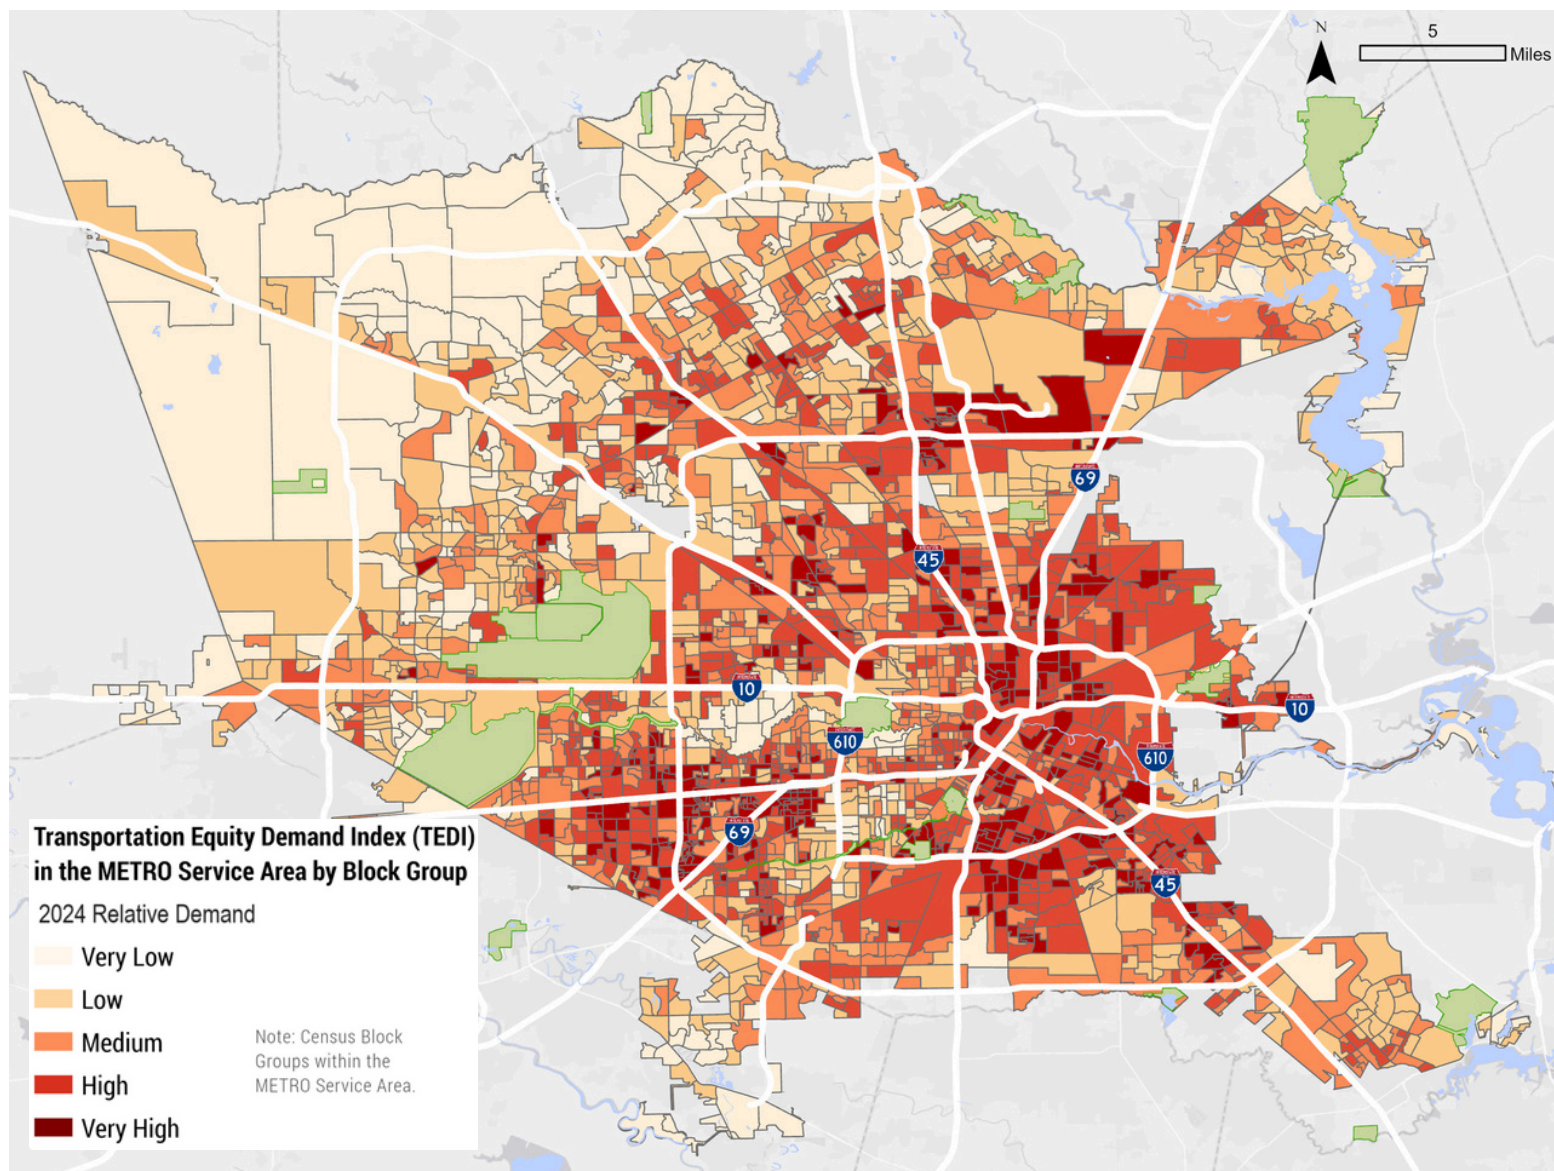 N
5
Miles
69
45
10
10
610
610
69
45
Transportation Equity Demand Index (TEDI)
in the METRO Service Area by Block Group
2024 Relative Demand
Very Low
Low
Medium
High
Very High
Note: Census Block
Groups within the
METRO Service Area.